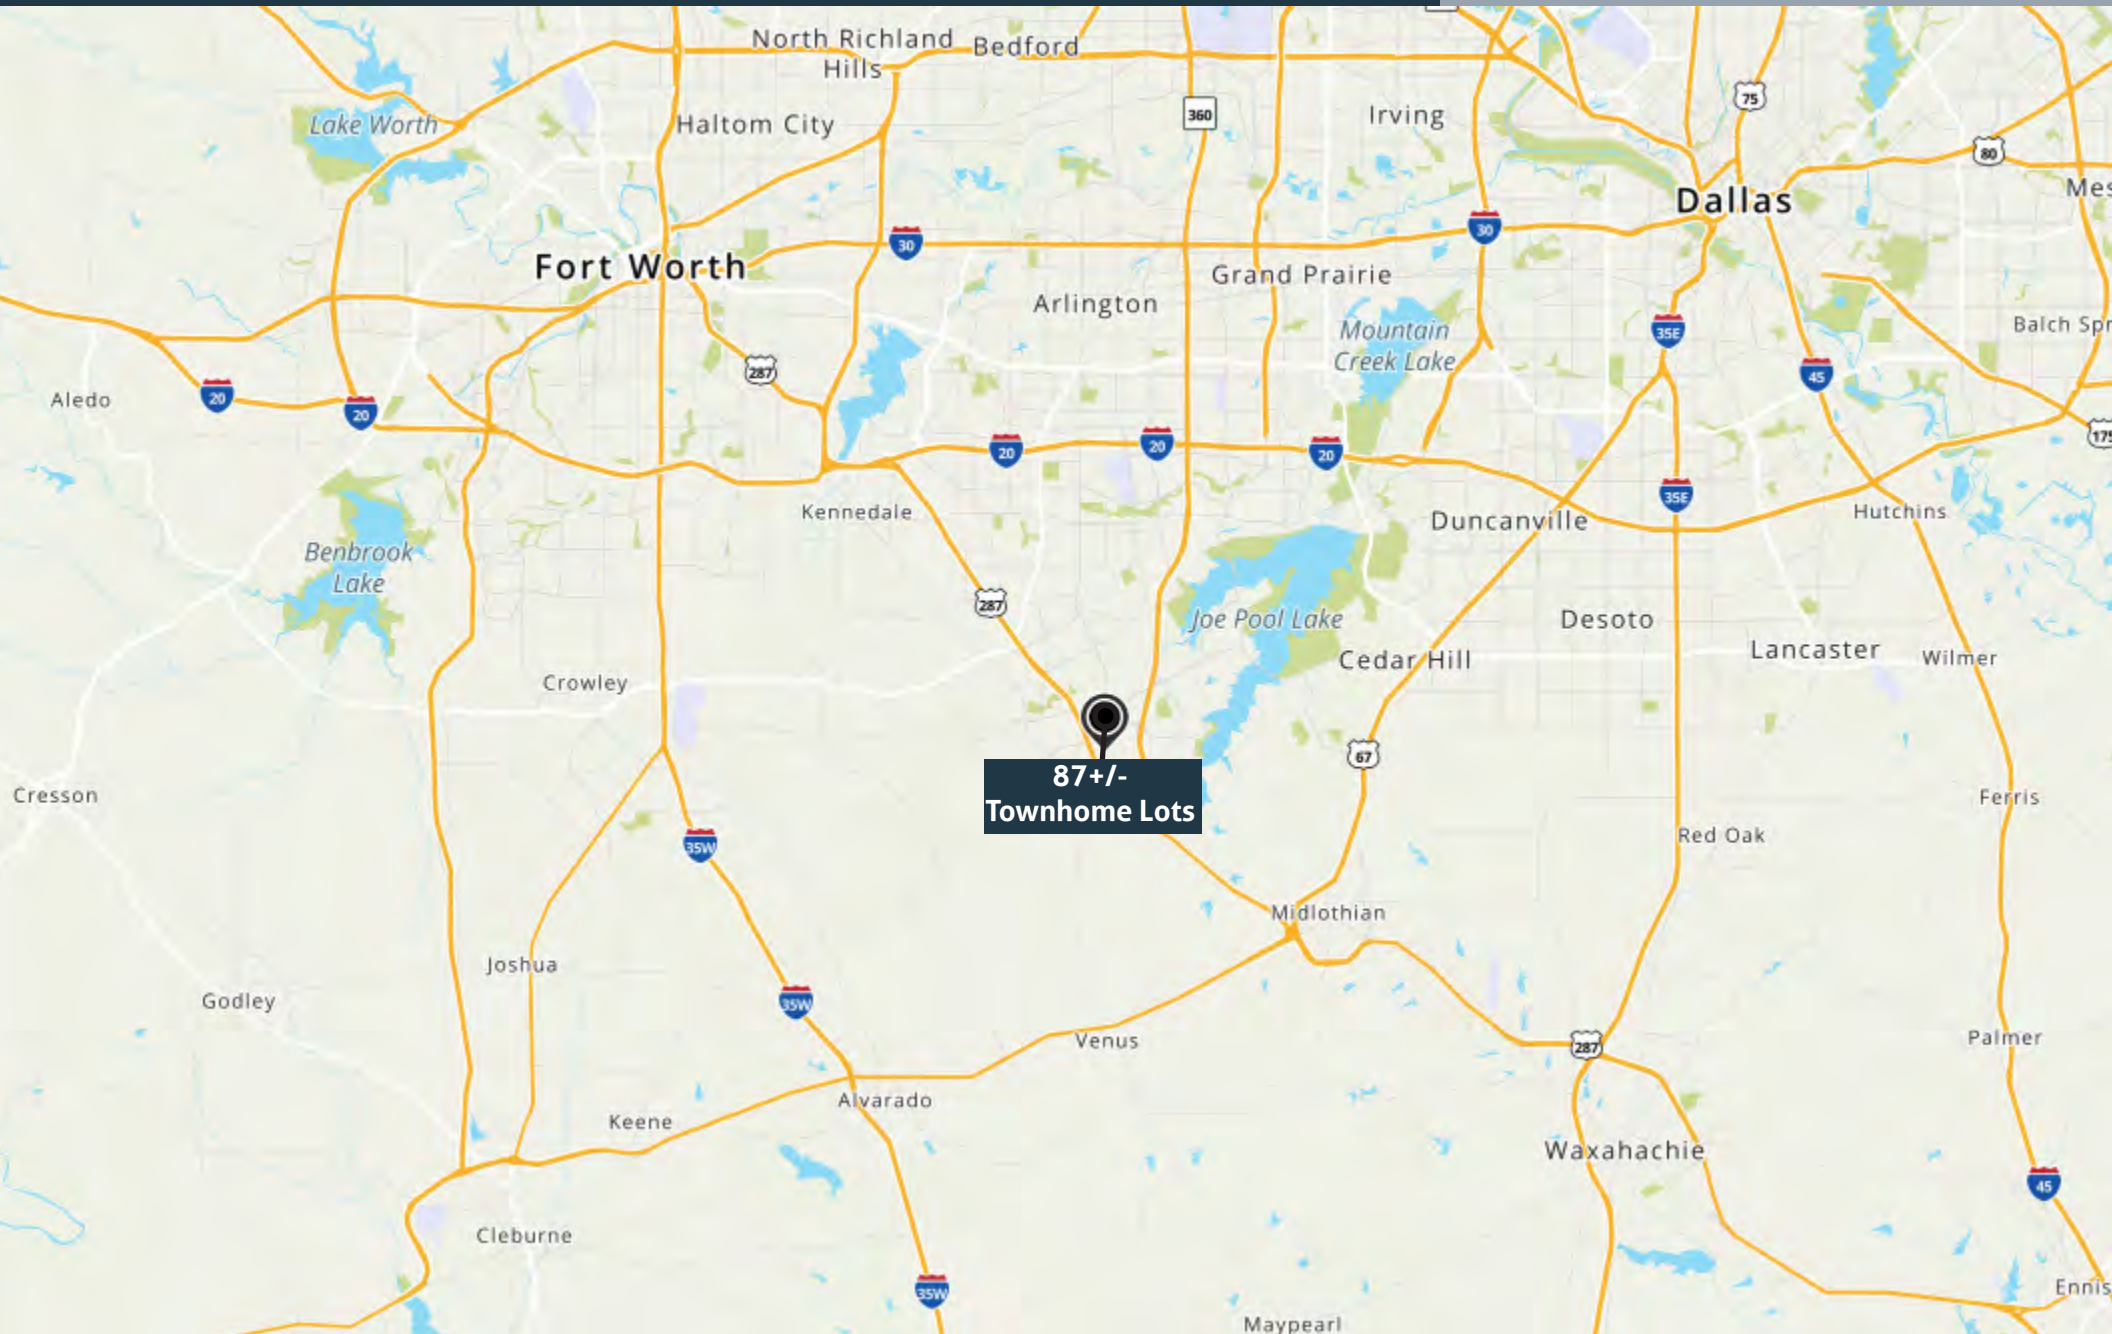 North Richland
Hills
Bedford
Haltom City
Lake Worth
360
Irving
75
80
Dallas
Fort Worth
30
30
Grand Prairie
Arlington
Mountain
Creek Lake
35E
287
45
Balch Spr
Aledo
20
20
20
20
20
175
Kennedale
Duncanville
35E
Hutchins
Benbrook
Lake
287
Joe Pool Lake
Desoto
Cedar Hill
Lancaster
Wilmer
Crowley
67
87+/-
Townhome Lots
Cresson
Ferris
35W
Red Oak
Midlothian
Joshua
Godley
35W
Venus
287
Palmer
Alvarado
Keene
Waxahachie
45
Cleburne
35W
Ennis
Maypearl